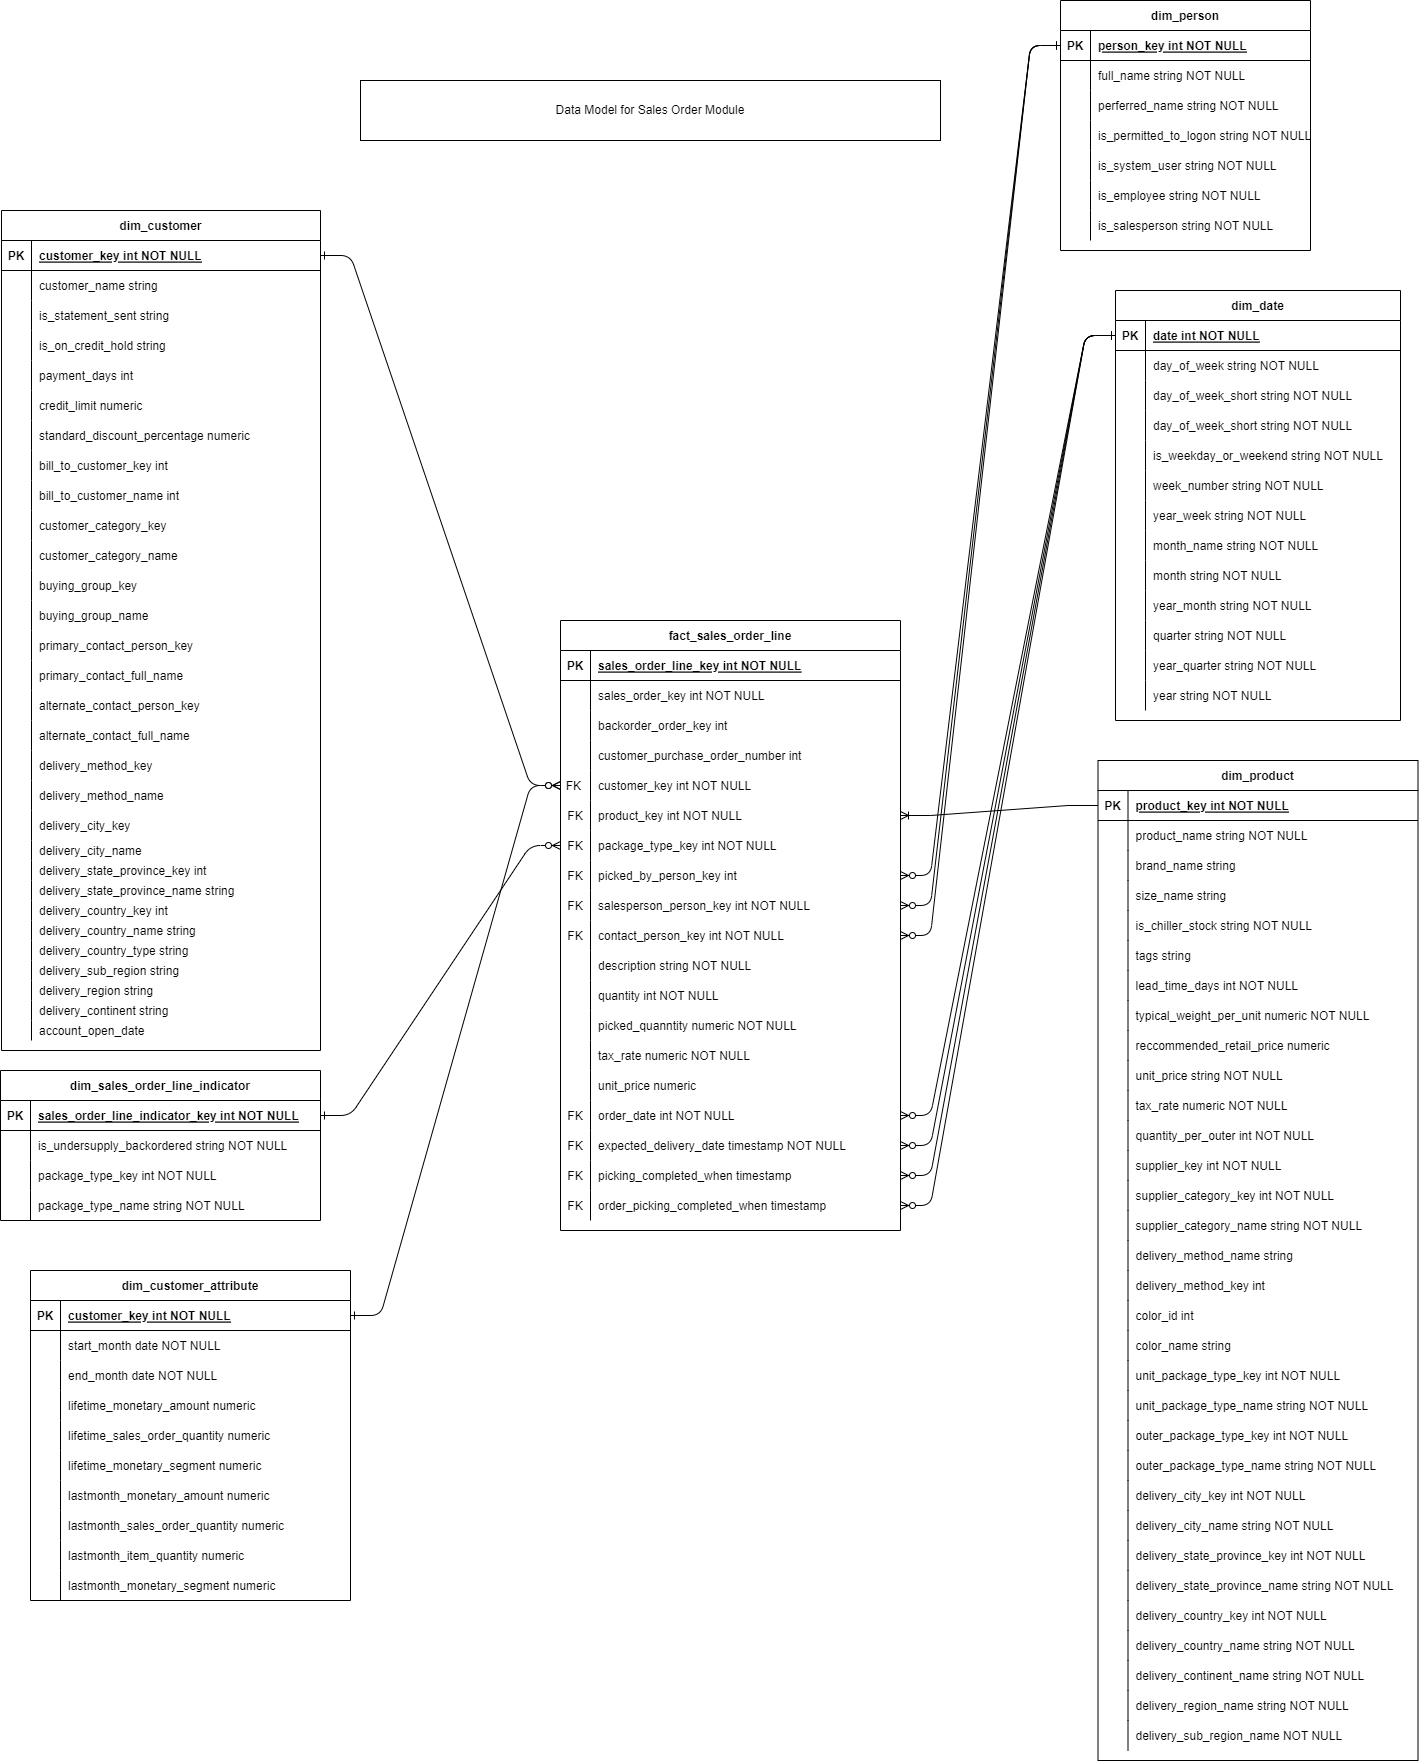 Data Model for Sales Order Module
dim_person
PK person_key int NOT NULL
full_name string NOT NULL
perferred_name string NOT NULL
is_permitted_to_logon string NOT NULL
is_system_user string NOT NULL
is_employee string NOT NULL
is_salesperson string NOT NULL
dim_customer
PK customer_key int NOT NULL
customer_name string
is_statement_sent string
is_on_credit_hold string
payment_days int
credit_limit numeric
standard_discount_percentage numeric
bill_to_customer_key int
bill_to_customer_name int
customer_category_key
customer_category_name
buying_group_key
buying_group_name
primary_contact_person_key
primary_contact_full_name
alternate_contact_person_key
alternate_contact_full_name
delivery_method_key
delivery_method_name
delivery_city_key
delivery_city_name
delivery_state_province_key int
delivery_state_province_name string
delivery_country_key int
delivery_country_name string
delivery_country_type string
delivery_sub_region string
delivery_region string
delivery_continent string
account_open_date
dim_date
PK date int NOT NULL
day_of_week string NOT NULL
day_of_week_short string NOT NULL
day_of_week_short string NOT NULL
is_weekday_or_weekend string NOT NULL
week_number string NOT NULL
year_week string NOT NULL
month_name string NOT NULL
month string NOT NULL
year_month string NOT NULL
quarter string NOT NULL
year_quarter string NOT NULL
year string NOT NULL
fact_sales_order_line
PK sales_order_line_key int NOT NULL
sales_order_key int NOT NULL
backorder_order_key int
customer_purchase_order_number int
FK customer_key int NOT NULL
FK product_key int NOT NULL
FK package_type_key int NOT NULL
FK picked_by_person_key int
FK salesperson_person_key int NOT NULL
FK contact_person_key int NOT NULL
description string NOT NULL
quantity int NOT NULL
picked_quanntity numeric NOT NULL
tax_rate numeric NOT NULL
unit_price numeric
FK order_date int NOT NULL
FK expected_delivery_date timestamp NOT NULL
FK picking_completed_when timestamp
FK order_picking_completed_when timestamp
dim_product
PK product_key int NOT NULL
product_name string NOT NULL
brand_name string
size_name string
is_chiller_stock string NOT NULL
tags string
lead_time_days int NOT NULL
typical_weight_per_unit numeric NOT NULL
reccommended_retail_price numeric
unit_price string NOT NULL
tax_rate numeric NOT NULL
quantity_per_outer int NOT NULL
supplier_key int NOT NULL
supplier_category_key int NOT NULL
supplier_category_name string NOT NULL
delivery_method_name string
delivery_method_key int
color_id int
color_name string
unit_package_type_key int NOT NULL
unit_package_type_name string NOT NULL
outer_package_type_key int NOT NULL
outer_package_type_name string NOT NULL
delivery_city_key int NOT NULL
delivery_city_name string NOT NULL
delivery_state_province_key int NOT NULL
delivery_state_province_name string NOT NULL
delivery_country_key int NOT NULL
delivery_country_name string NOT NULL
delivery_continent_name string NOT NULL
delivery_region_name string NOT NULL
delivery_sub_region_name NOT NULL
dim_sales_order_line_indicator
PK sales_order_line_indicator_key int NOT NULL
is_undersupply_backordered string NOT NULL
package_type_key int NOT NULL
package_type_name string NOT NULL
dim_customer_attribute
PK customer_key int NOT NULL
start_month date NOT NULL
end_month date NOT NULL
lifetime_monetary_amount numeric
lifetime_sales_order_quantity numeric
lifetime_monetary_segment numeric
lastmonth_monetary_amount numeric
lastmonth_sales_order_quantity numeric
lastmonth_item_quantity numeric
lastmonth_monetary_segment numeric